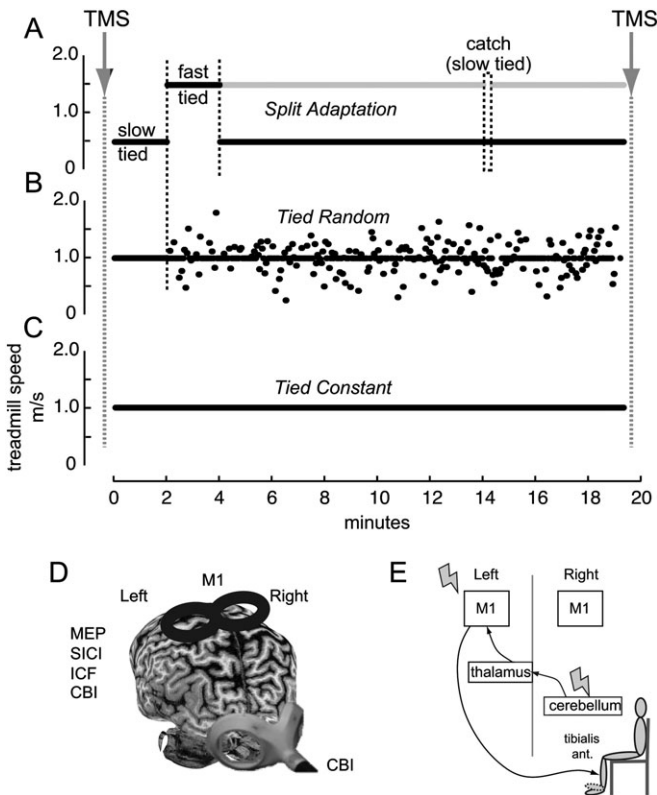 TMS
TMS
A
catch
(slow tied)
2.0
fast
tied
Split Adaptation
1.0
slow
tied
0
B
2.0
Tied Random
1.0
0
C
2.0
Tied Constant
1.0
0
treadmill speed
m/s
0 2 4 6 8 10 12 14 16 18 20
minutes
D
M1
Left
Right
MEP
SICI
ICF
CBI
CBI
E
Left Right
M1 M1
thalamus
cerebellum
tibialis
ant.